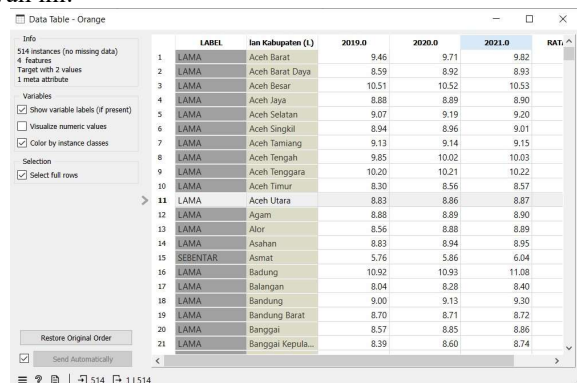 Data Table - Orange
Info
514 instances (no missing data)
4 features
Target with 2 values
1 meta attribute
Variables
Show variable labels (if present)
Visualize numeric values
Color by instance classes
Selection
Select full rows
Restore Original Order
Send Automatically
514 1 | 514
LABEL lan Kabupaten (L) 2019.0 2020.0 2021.0 RATA
1 LAMA Aceh Barat 9.46 9.71 9.82
2 LAMA Aceh Barat Daya 8.59 8.92 8.93
3 LAMA Aceh Besar 10.51 10.52 10.53
4 LAMA Aceh Jaya 8.88 8.89 8.90
5 LAMA Aceh Selatan 9.07 9.19 9.20
6 LAMA Aceh Singkil 8.94 8.96 9.01
7 LAMA Aceh Tamiang 9.13 9.14 9.15
8 LAMA Aceh Tengah 9.85 10.02 10.03
9 LAMA Aceh Tenggara 10.20 10.21 10.22
10 LAMA Aceh Timur 8.30 8.56 8.57
11 LAMA Aceh Utara 8.83 8.86 8.87
12 LAMA Agam 8.88 8.89 8.90
13 LAMA Alor 8.56 8.88 8.89
14 LAMA Asahan 8.83 8.94 8.95
15 SEBENTAR Asmat 5.76 5.86 6.04
16 LAMA Badung 10.92 10.93 11.08
17 LAMA Balangan 8.04 8.28 8.40
18 LAMA Bandung 9.00 9.13 9.30
19 LAMA Bandung Barat 8.70 8.71 8.72
20 LAMA Banggai 8.57 8.85 8.86
21 LAMA Banggai Kepula... 8.39 8.60 8.74